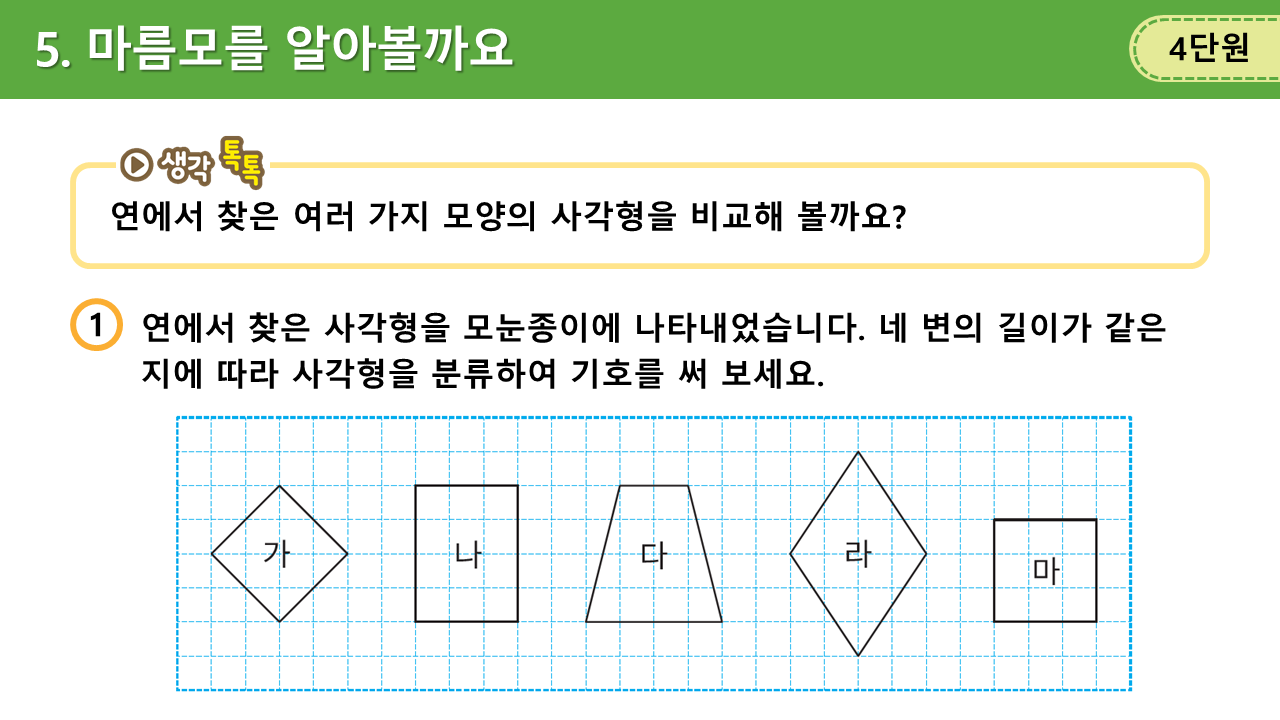 5. 마름모를 알아볼까요
4단원
생각 톡톡
연에서 찾은 여러 가지 모양의 사각형을 비교해 볼까요?
1
연에서 찾은 사각형을 모눈종이에 나타내었습니다. 네 변의 길이가 같은
지에 따라 사각형을 분류하여 기호를 써 보세요.
가 나 다 라 마